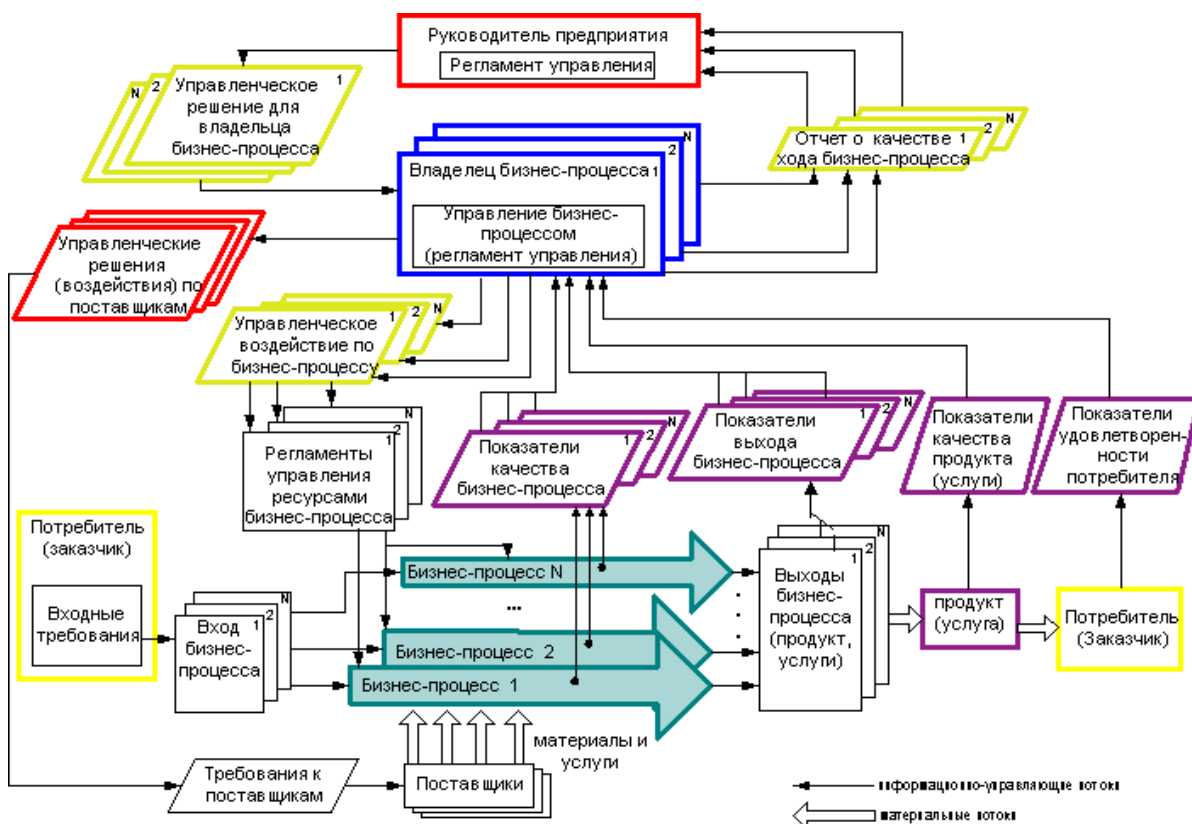 Руководитель предприятия
Регламент управления
Управленческое 1
решение для
владельца
бизнес-процесса
2
N
Отчет о качестве 1
хода бизнес-процесса
2
N
Владелец бизнес-процесса 1
2
N
Управление бизнес-
процессом
(регламент управления)
Управленческие
решения
(воздействия) по
поставщикам
Управленческое 1
воздействие по
бизнес-процессу
2
N
Регламенты 1
управления
ресурсами
бизнес-процесса
2
N
Показатели 1
качества
бизнес-процесса
2
N
Показатели 1
выхода
бизнес-процесса
2
N
Показатели
качества
продукта
(услуги)
Показатели
удовлетворен-
ности
потребителя
Потребитель
(заказчик)
Входные
требования
Вход 1
бизнес-
процесса
2
N
Бизнес-процесс N
...
Бизнес-процесс 2
Бизнес-процесс 1
Выходы 1
бизнес-
процесса
(продукт,
услуги)
2
N
продукт
(услуга)
Потребитель
(Заказчик)
материалы и
услуги
Требования к
поставщикам
Поставщики
информационно-управляющие потоки
материальные потоки